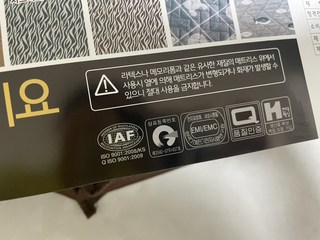 기요
라텍스나 메모리폼과 같은 유사한 재질의 매트리스 위에서
사용시 열에 의해 매트리스가 변형되거나 화재가 발생할 수
있으니 절대 사용을 금지합니다.
IAF
ISO 9001:2008/KS
Q ISO 9001:2009
EMI/EMC
Q
품질인증
H